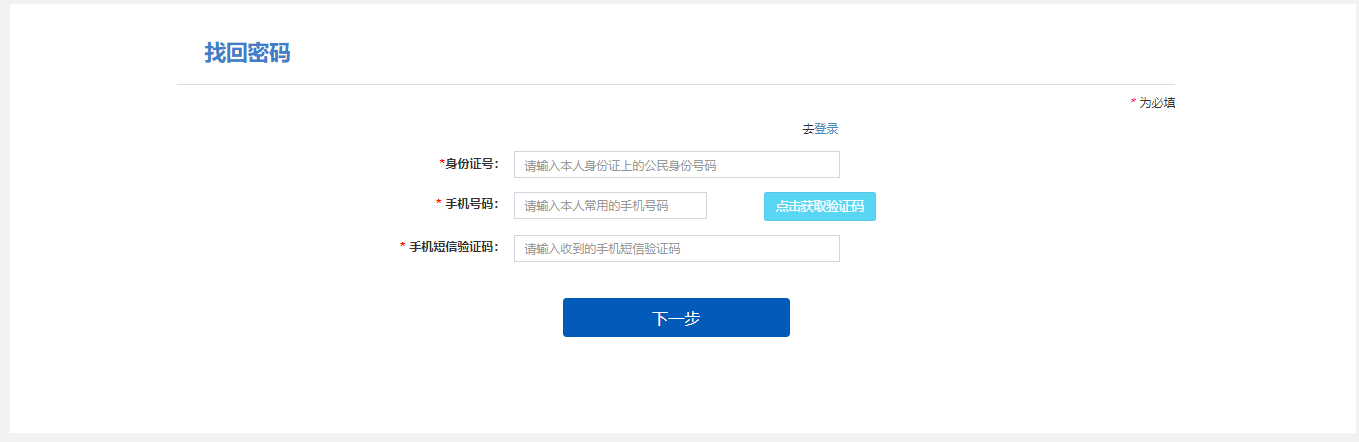 找回密码
* 为必填
去登录
*身份证号： 请输入本人身份证上的公民身份号码
* 手机号码： 请输入本人常用的手机号码 点击获取验证码
* 手机短信验证码： 请输入收到的手机短信验证码
下一步